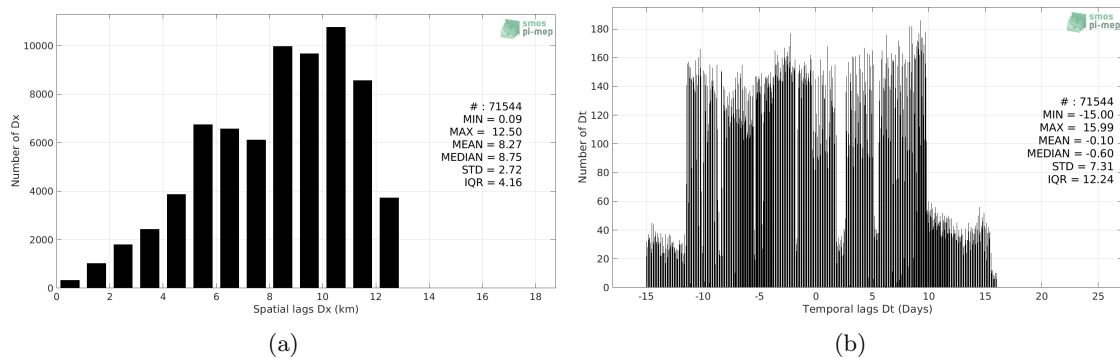 smos
pi-mep
10000
8000
6000
4000
2000
0
Number of Dx
# : 71544
MIN = 0.09
MAX = 12.50
MEAN = 8.27
MEDIAN = 8.75
STD = 2.72
IQR = 4.16
0 2 4 6 8 10 12 14 16 18
Spatial lags Dx (km)
(a)
smos
pi-mep
180
160
140
120
100
80
60
40
20
0
Number of Dt
# : 71544
MIN = -15.00
MAX = 15.99
MEAN = -0.10
MEDIAN = -0.60
STD = 7.31
IQR = 12.24
-15 -10 -5 0 5 10 15 20 25
Temporal lags Dt (Days)
(b)